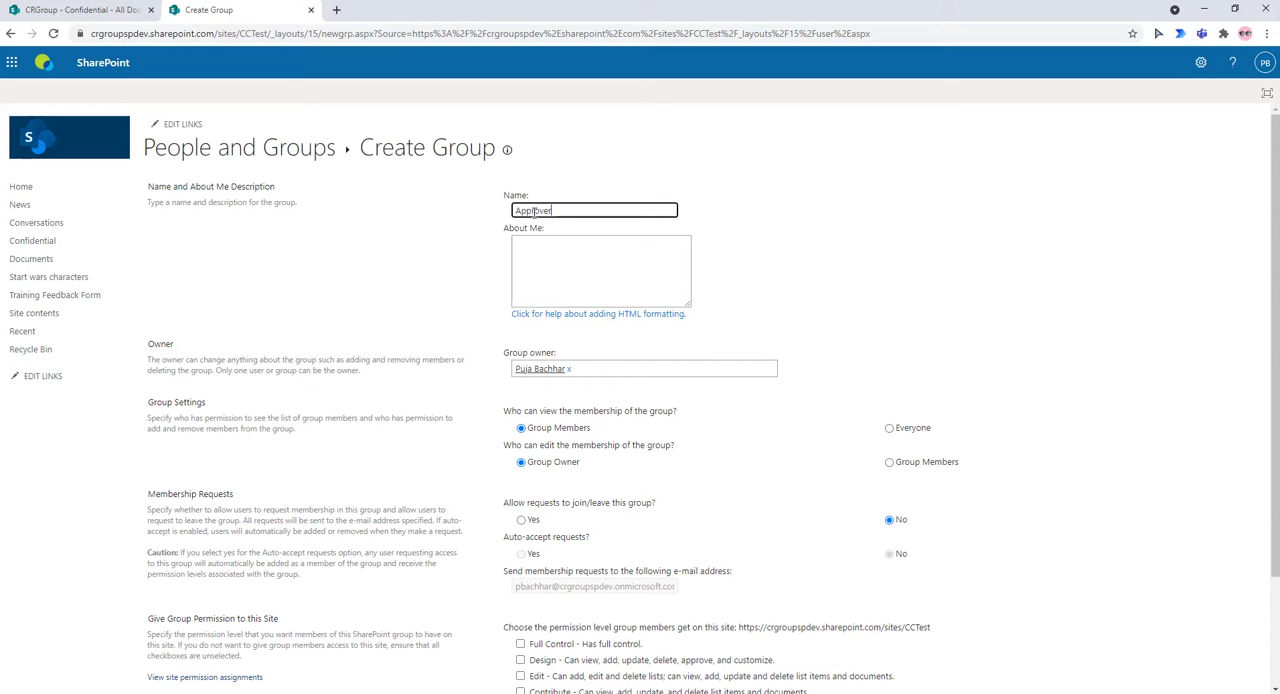 CRGroup - Confidential - All Doc
Create Group
crgroupspdev.sharepoint.com/sites/CCTest/_layouts/15/newgrp.aspx?Source=https%3A%2F%2Fcrgroupspdev%2Esharepoint%2Ecom%2Fsites%2FCCTest%2F_layouts%2F15%2Fuser%2Easpx
SharePoint
?
PB
S
EDIT LINKS
People and Groups ▸ Create Group
Home
News
Conversations
Confidential
Documents
Start wars characters
Training Feedback Form
Site contents
Recent
Recycle Bin
EDIT LINKS
Name and About Me Description
Type a name and description for the group.
Name:
Approver
About Me:
Click for help about adding HTML formatting.
Owner
The owner can change anything about the group such as adding and removing members or
deleting the group. Only one user or group can be the owner.
Group owner:
Puja Bachhar x
Group Settings
Specify who has permission to see the list of group members and who has permission to
add and remove members from the group.
Who can view the membership of the group?
Group Members
Everyone
Who can edit the membership of the group?
Group Owner
Group Members
Membership Requests
Specify whether to allow users to request membership in this group and allow users to
request to leave the group. All requests will be sent to the e-mail address specified. If auto-
accept is enabled, users will automatically be added or removed when they make a request.
Caution: If you select yes for the Auto-accept requests option, any user requesting access
to this group will automatically be added as a member of the group and receive the
permission levels associated with the group.
Allow requests to join/leave this group?
Yes
No
Auto-accept requests?
Yes
No
Send membership requests to the following e-mail address:
pbachhar@crgroupspdev.onmicrosoft.cor
Give Group Permission to this Site
Specify the permission level that you want members of this SharePoint group to have on
this site. If you do not want to give group members access to this site, ensure that all
checkboxes are unselected.
View site permission assignments
Choose the permission level group members get on this site: https://crgroupspdev.sharepoint.com/sites/CCTest
Full Control - Has full control.
Design - Can view, add, update, delete, approve, and customize.
Edit - Can add, edit and delete lists; can view, add, update and delete list items and documents.
Contribute - Can view, add, update, and delete list items and documents.